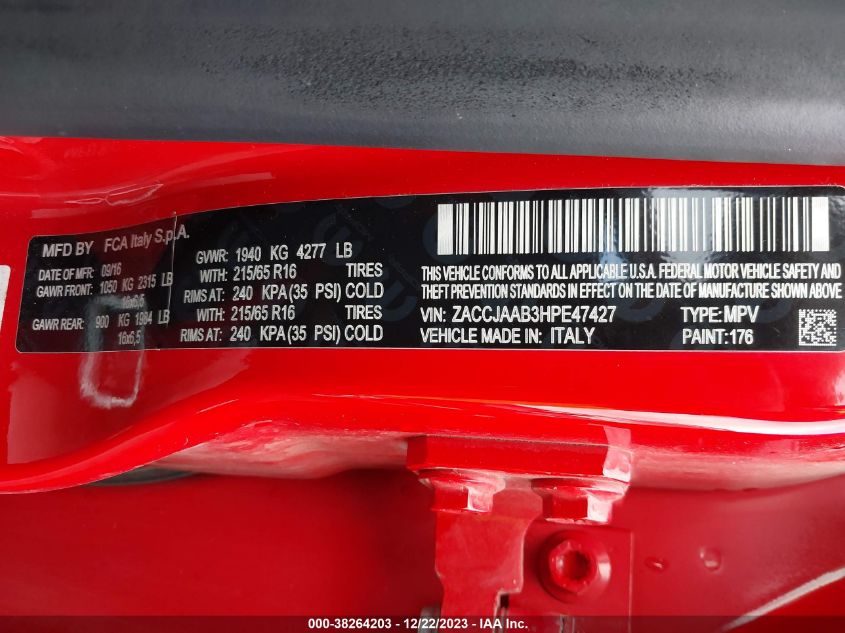 MFD BY FCA Italy S.p.A.
DATE OF MFR: 09/16
GAWR FRONT: 1050 KG 2315 LB
16x6,5
GAWR REAR: 900 KG 1984 LB
16x6,5
GVWR: 1940 KG 4277 LB
WITH: 215/65 R16 TIRES
RIMS AT: 240 KPA(35 PSI) COLD
WITH: 215/65 R16 TIRES
RIMS AT: 240 KPA(35 PSI) COLD
THIS VEHICLE CONFORMS TO ALL APPLICABLE U.S.A. FEDERAL MOTOR VEHICLE SAFETY AND
THEFT PREVENTION STANDARDS IN EFFECT ON THE DATE OF MANUFACTURE SHOWN ABOVE
VIN: ZACCJAAB3HPE47427 TYPE: MPV
VEHICLE MADE IN: ITALY PAINT: 176
000-38264203 - 12/22/2023 - IAA Inc.